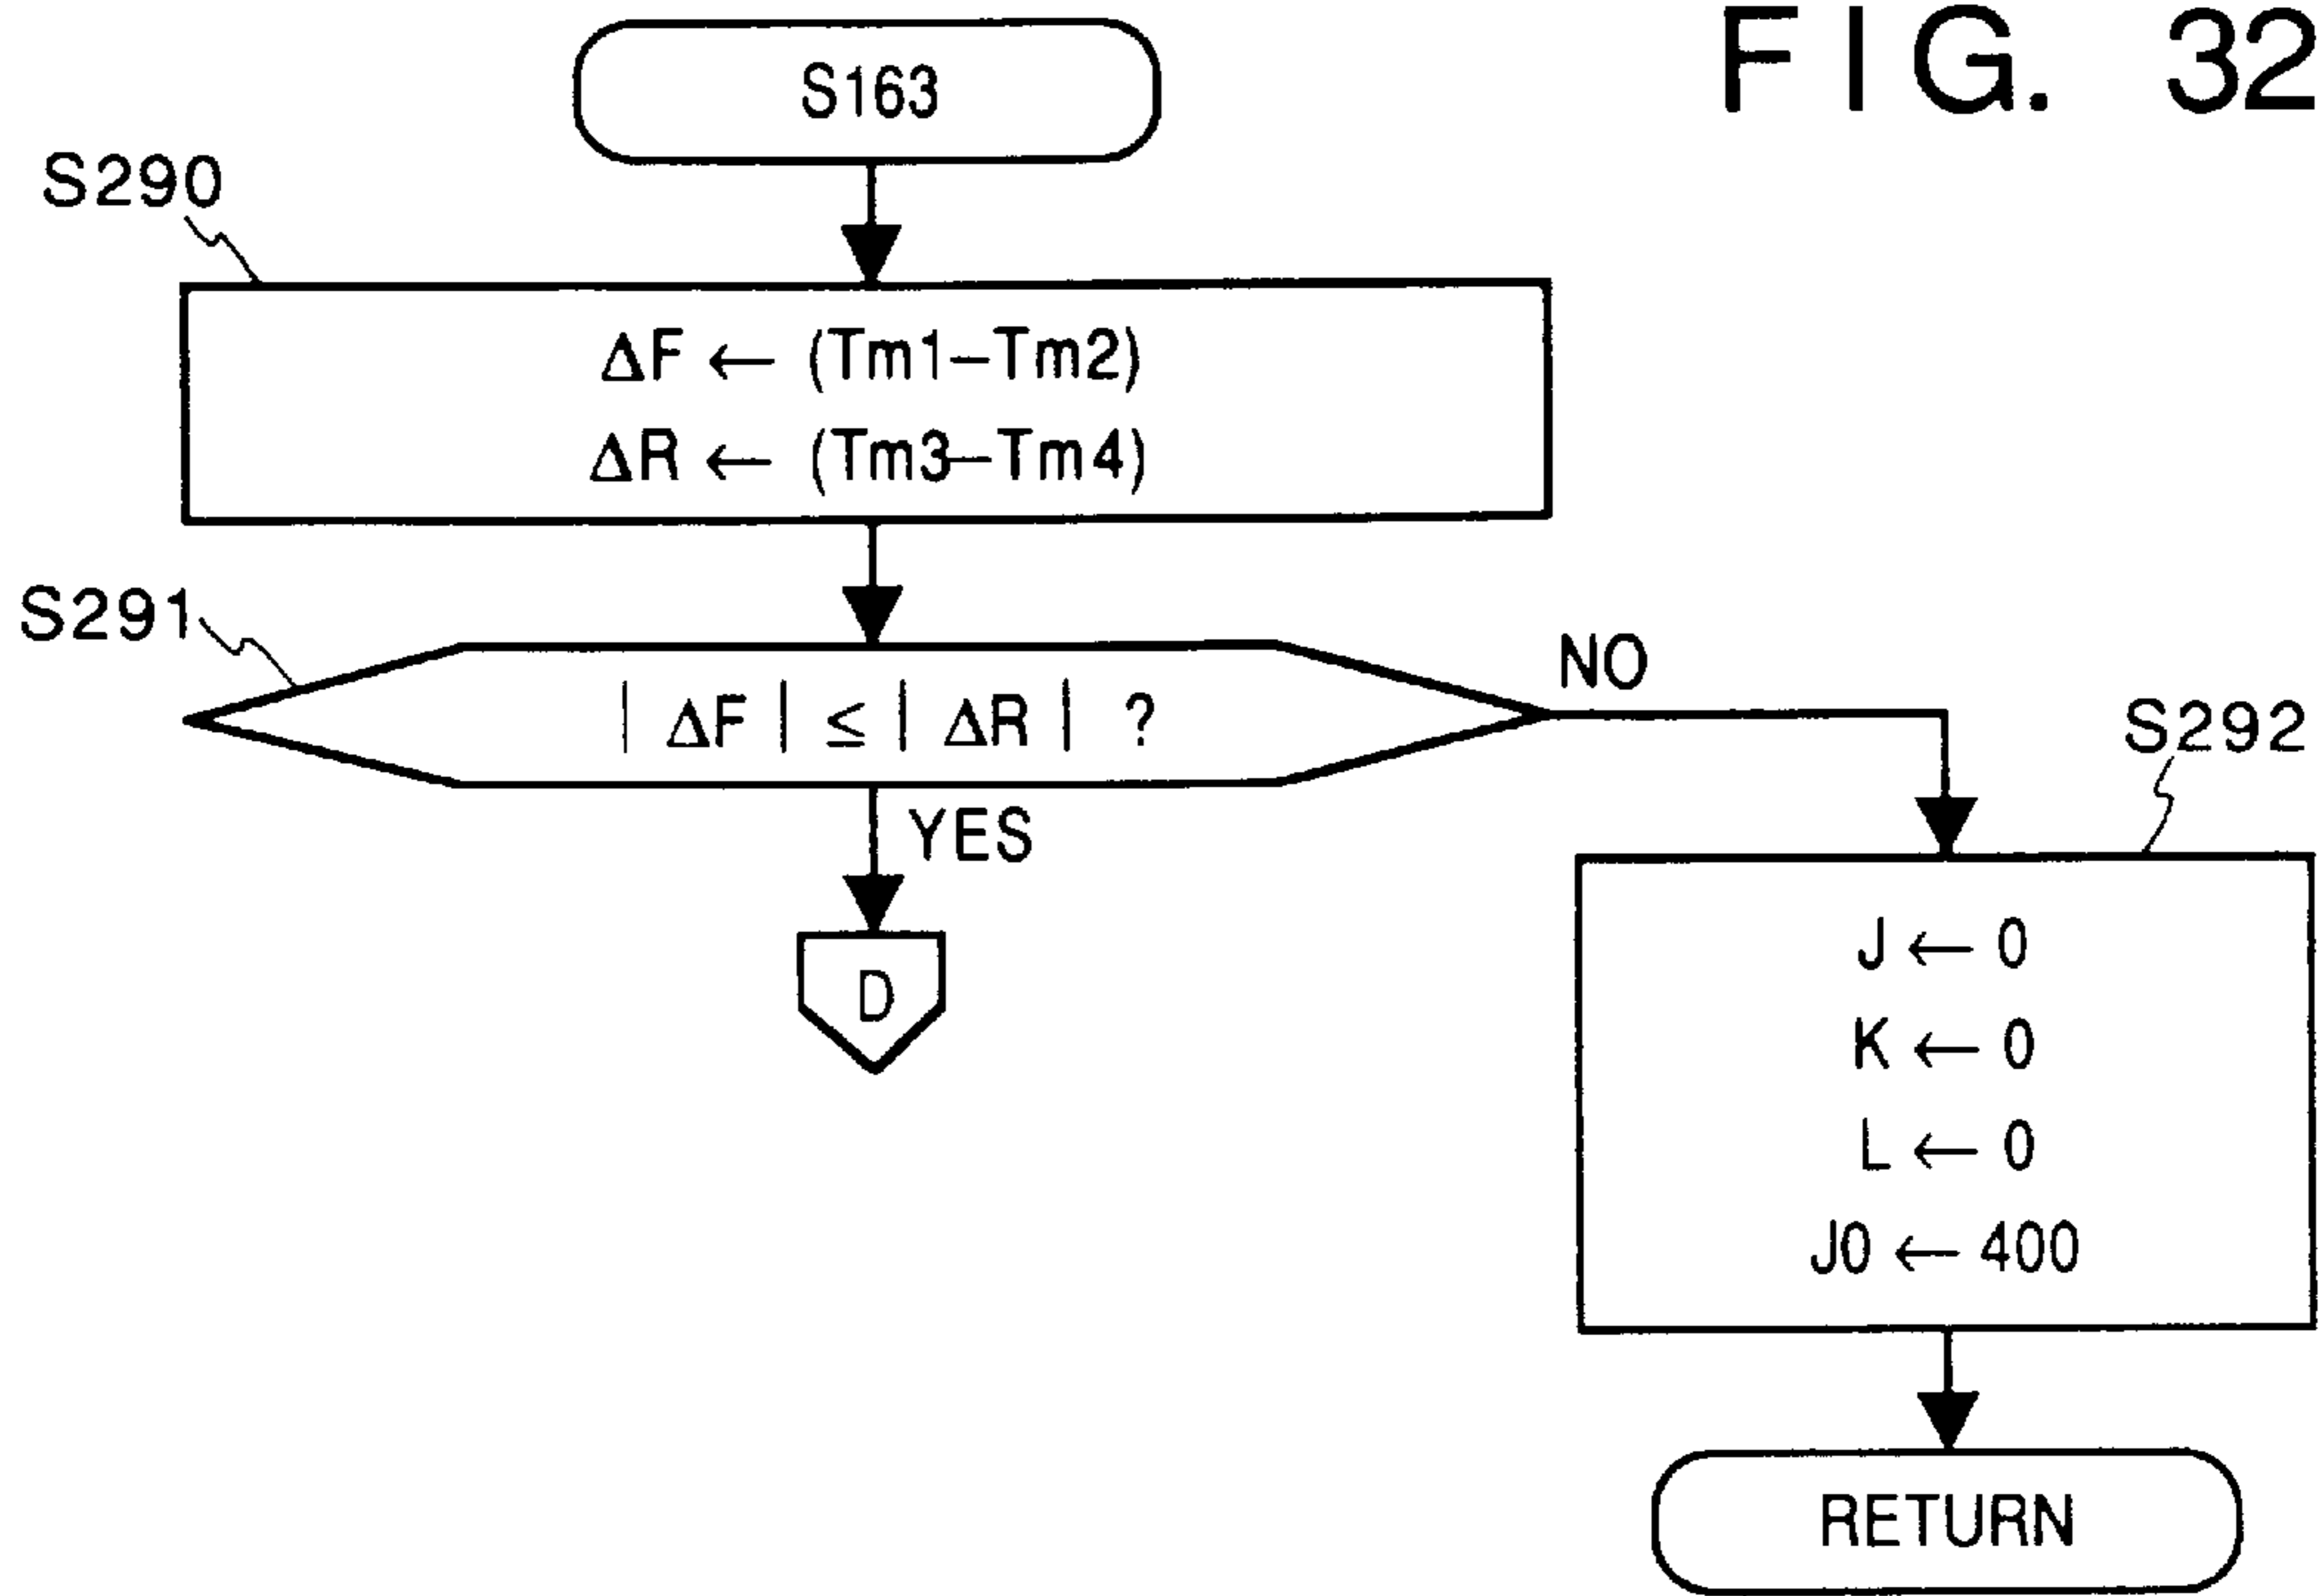 FIG. 32
S163
S290
ΔF ← (Tm1-Tm2)
ΔR ← (Tm3-Tm4)
S291
| ΔF | ≤ | ΔR | ?
NO
YES
D
S292
J ← 0
K ← 0
L ← 0
J0 ← 400
RETURN